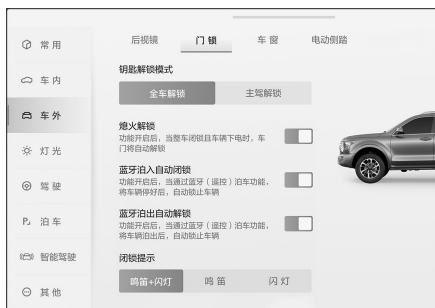 后视镜 门锁 车窗 电动侧踏
常用
车内
车外
灯光
驾驶
泊车
智能驾驶
其他
钥匙解锁模式
全车解锁 主驾解锁
熄火解锁
功能开启后，当整车闭锁且车辆下电时，车
门将自动解锁
蓝牙泊入自动闭锁
功能开启后，当通过蓝牙（遥控）泊车功能，
将车辆停好后，自动锁止车辆
蓝牙泊出自动解锁
功能开启后，当通过蓝牙（遥控）泊车功能，
将车辆泊出后，自动锁止车辆
闭锁提示
鸣笛+闪灯 鸣笛 闪灯